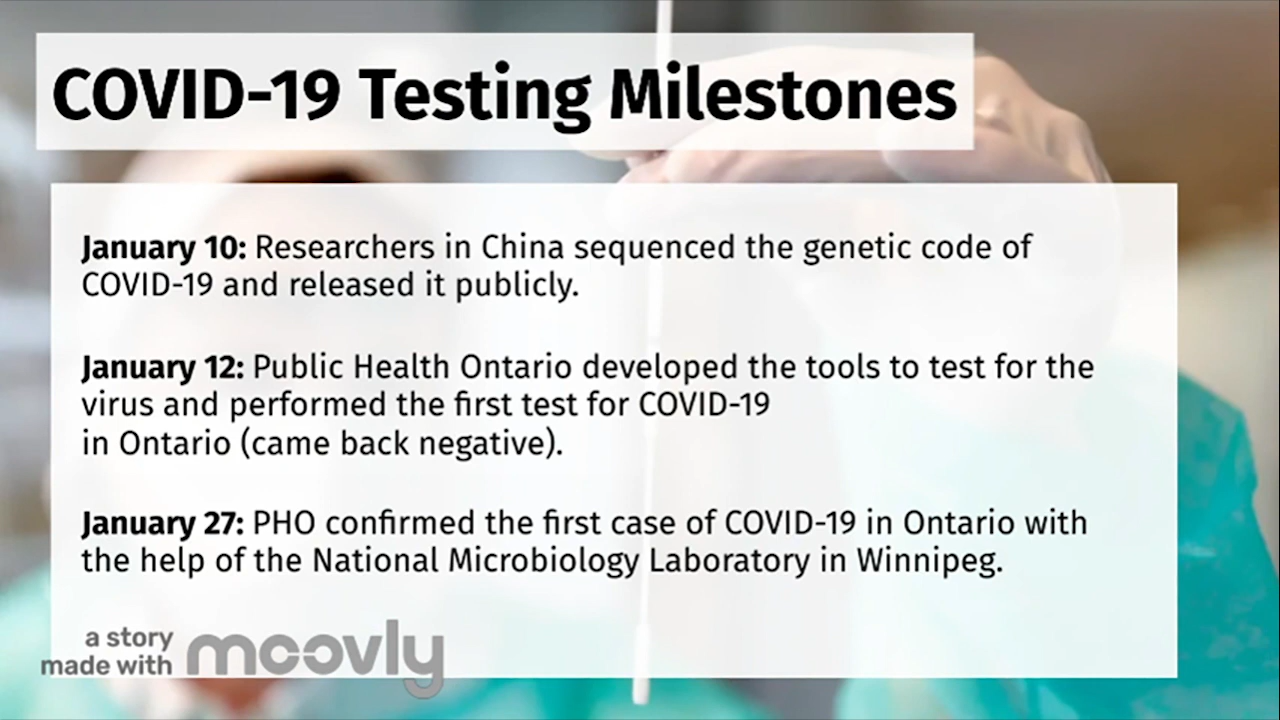 COVID-19 Testing Milestones
January 10: Researchers in China sequenced the genetic code of
COVID-19 and released it publicly.
January 12: Public Health Ontario developed the tools to test for the
virus and performed the first test for COVID-19
in Ontario (came back negative).
January 27: PHO confirmed the first case of COVID-19 in Ontario with
the help of the National Microbiology Laboratory in Winnipeg.
a story
made with moovly